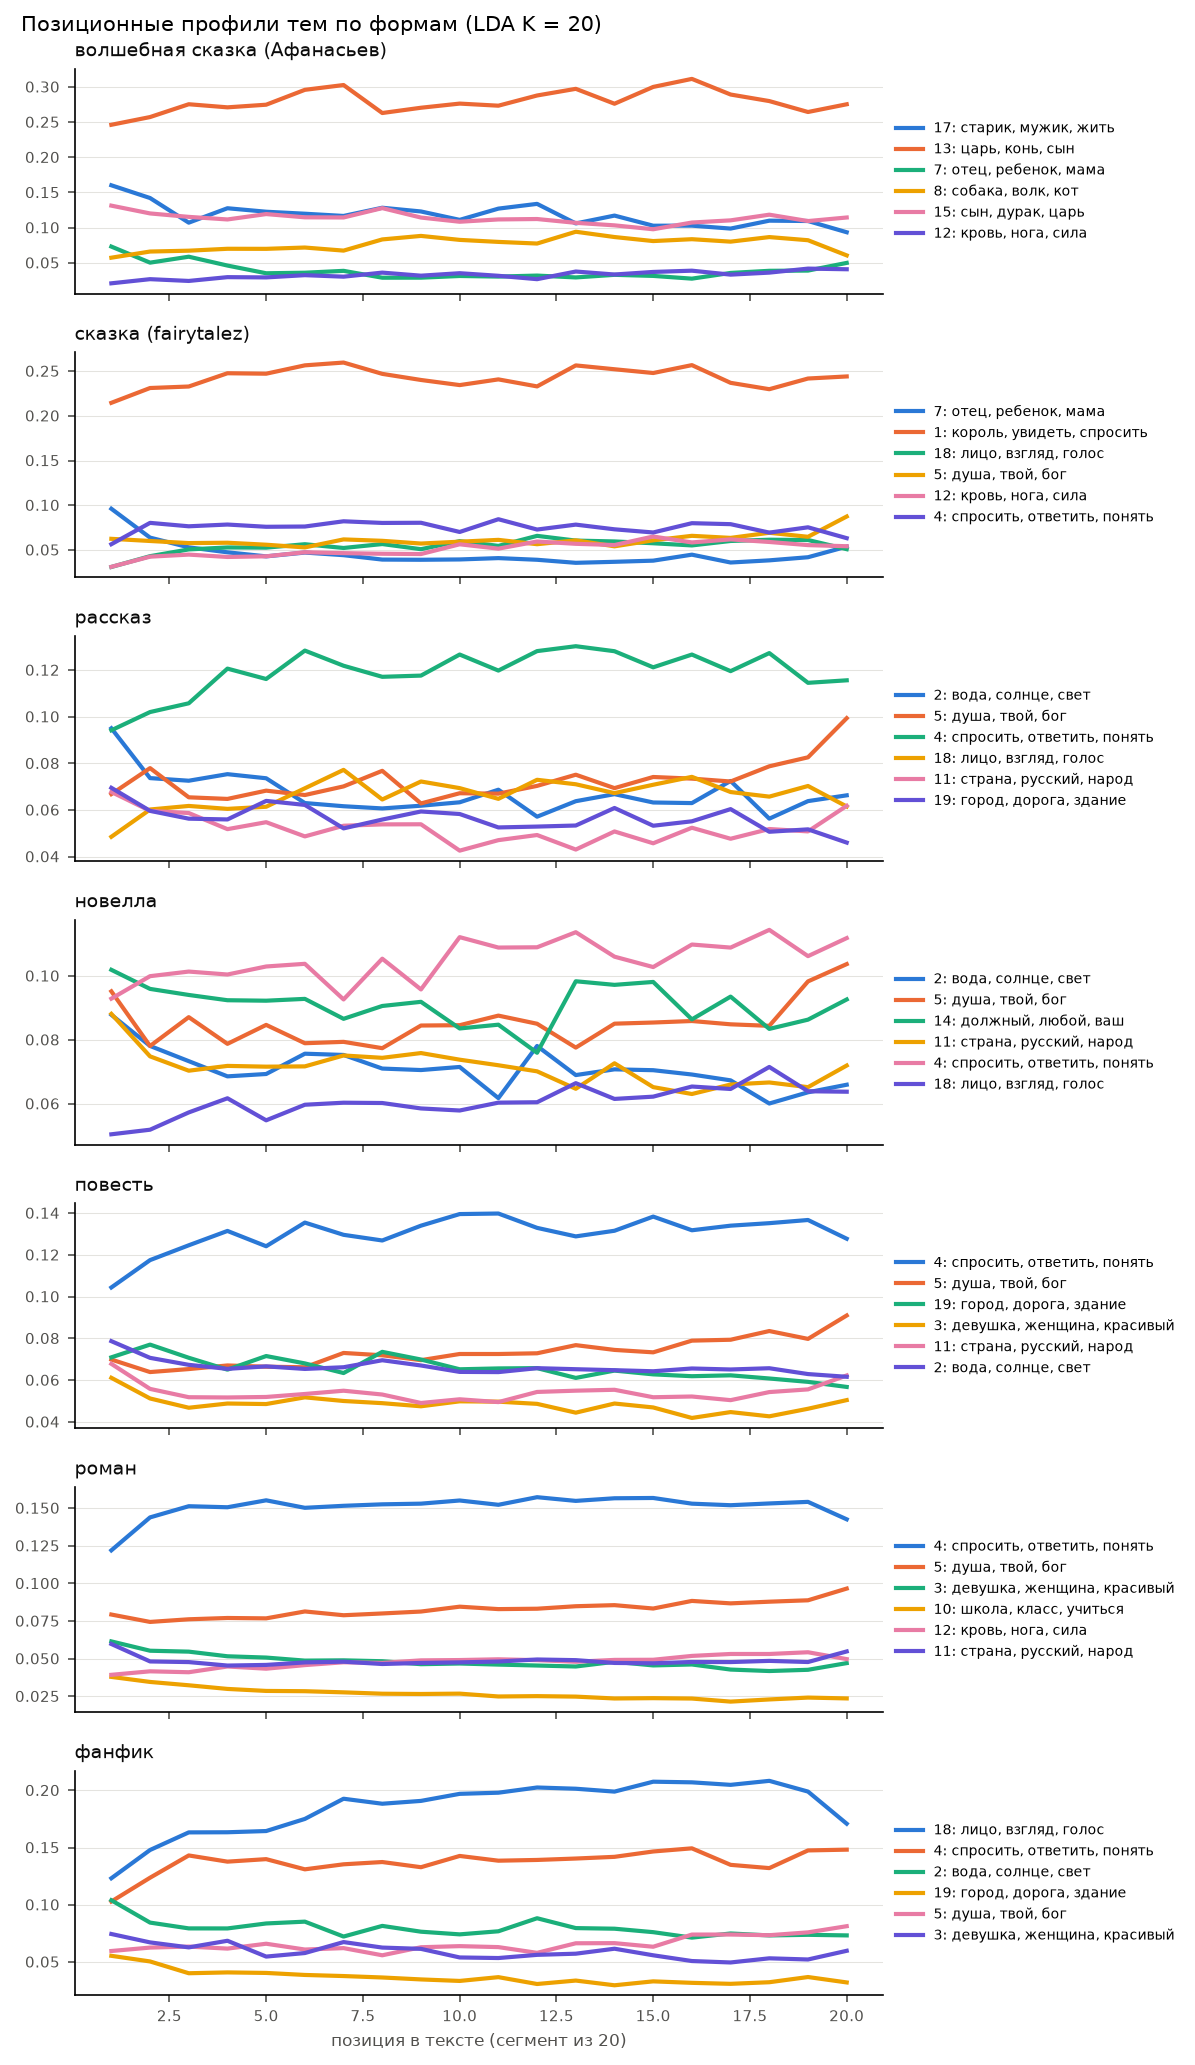 Позиционные профили тем по формам (LDA K = 20)
волшебная сказка (Афанасьев)
0.30
0.25
0.20
0.15
0.10
0.05
17: старик, мужик, жить
13: царь, конь, сын
7: отец, ребенок, мама
8: собака, волк, кот
15: сын, дурак, царь
12: кровь, нога, сила
сказка (fairytalez)
0.25
0.20
0.15
0.10
0.05
7: отец, ребенок, мама
1: король, увидеть, спросить
18: лицо, взгляд, голос
5: душа, твой, бог
12: кровь, нога, сила
4: спросить, ответить, понять
рассказ
0.12
0.10
0.08
0.06
0.04
2: вода, солнце, свет
5: душа, твой, бог
4: спросить, ответить, понять
18: лицо, взгляд, голос
11: страна, русский, народ
19: город, дорога, здание
новелла
0.10
0.08
0.06
2: вода, солнце, свет
5: душа, твой, бог
14: должный, любой, ваш
11: страна, русский, народ
4: спросить, ответить, понять
18: лицо, взгляд, голос
повесть
0.14
0.12
0.10
0.08
0.06
0.04
4: спросить, ответить, понять
5: душа, твой, бог
19: город, дорога, здание
3: девушка, женщина, красивый
11: страна, русский, народ
2: вода, солнце, свет
роман
0.150
0.125
0.100
0.075
0.050
0.025
4: спросить, ответить, понять
5: душа, твой, бог
3: девушка, женщина, красивый
10: школа, класс, учиться
12: кровь, нога, сила
11: страна, русский, народ
фанфик
0.20
0.15
0.10
0.05
18: лицо, взгляд, голос
4: спросить, ответить, понять
2: вода, солнце, свет
19: город, дорога, здание
5: душа, твой, бог
3: девушка, женщина, красивый
2.5 5.0 7.5 10.0 12.5 15.0 17.5 20.0
позиция в тексте (сегмент из 20)